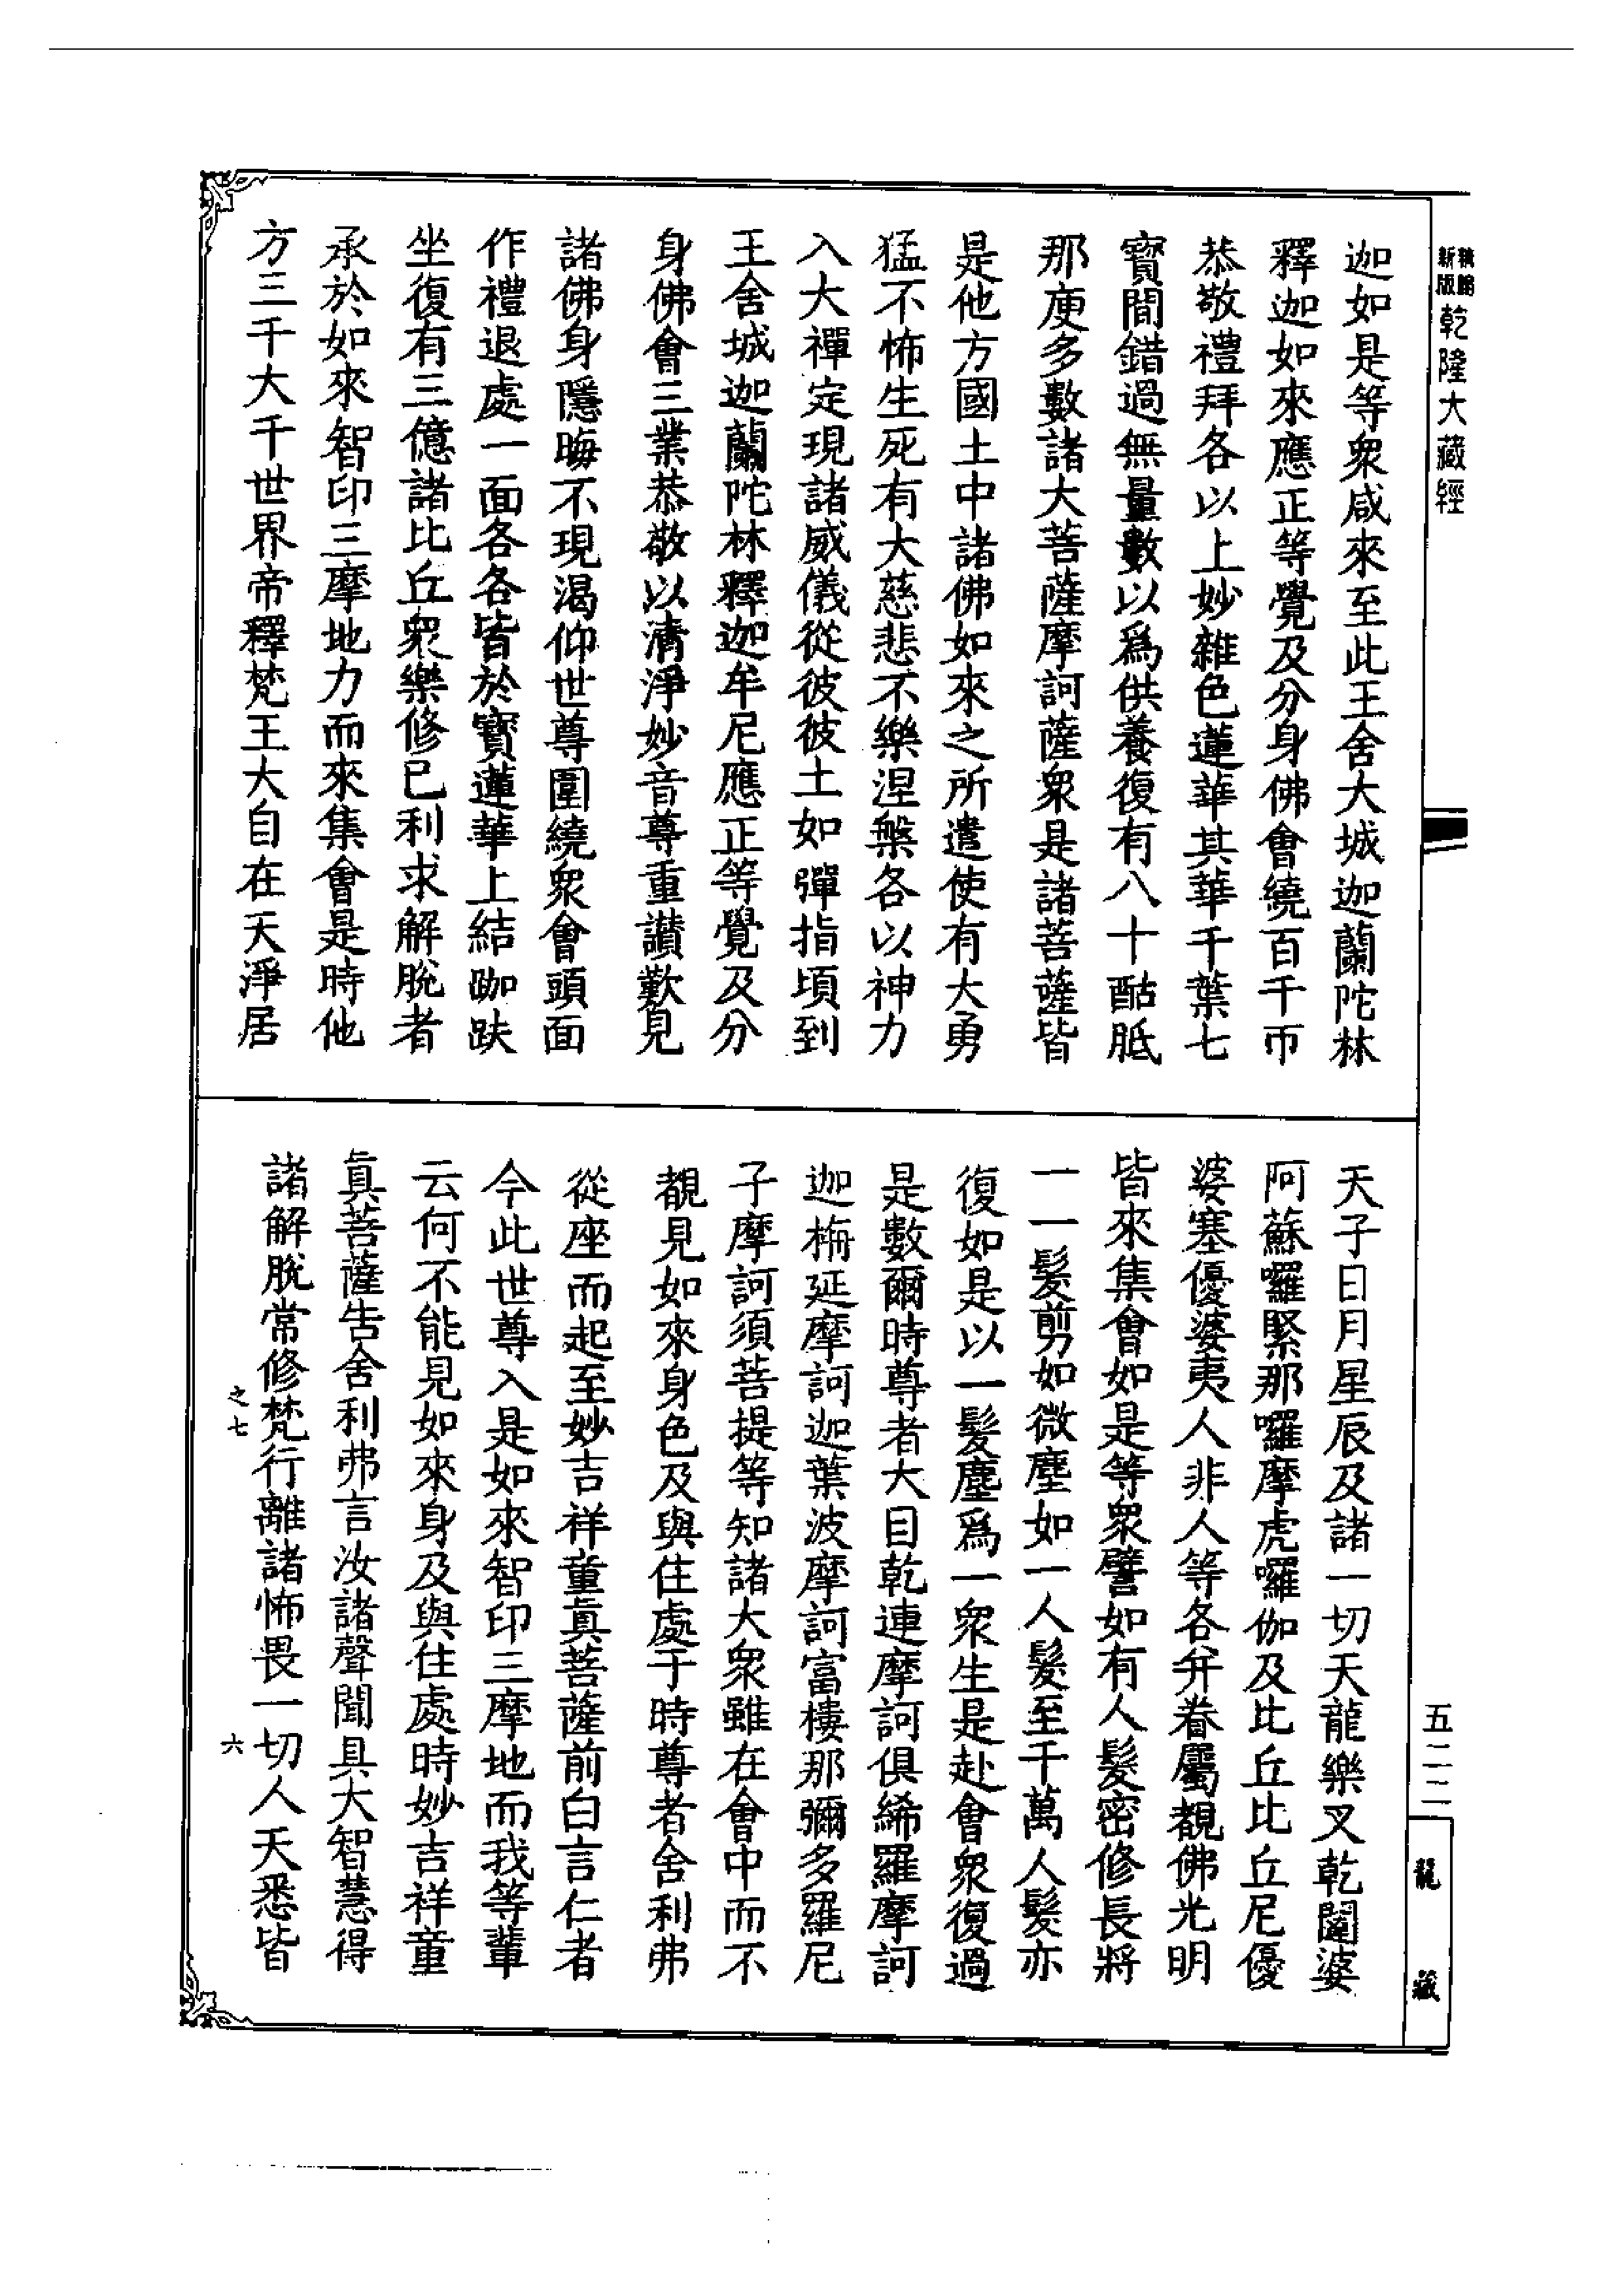 新版
乾隆大藏經
迦如是等衆咸來至此王舍大城迦蘭陀林
釋迦如來應正等覺及分身佛會繞百千帀
恭敬禮拜各以上妙雜色蓮華其華千葉七
寶間錯過無量數以爲供養復有八十酤胝
那庾多數諸大菩薩摩訶薩衆是諸菩薩皆
是他方國土中諸佛如來之所遣使有大勇
猛不怖生死有大慈悲不樂涅槃各以神力
入大禪定現諸威儀從彼彼土如彈指頃到
王舍城迦蘭陀林釋迦牟尼應正等覺及分
身佛會三業恭敬以清淨妙音尊重讃歎見
諸佛身隱晦不現渴仰世尊圍繞衆會頭面
作禮退處一面各各皆於寶蓮華上結跏趺
坐復有三億諸比丘衆樂修己利求解脫者
承於如來智印三摩地力而來集會是時他
方三千大千世界帝釋梵王大自在天淨居
天子日月星辰及諸一切天龍樂叉乾闥婆
阿蘇囉緊那囉摩虎囉伽及比丘比丘尼優
婆塞優婆夷人非人等各并眷屬覩佛光明
皆來集會如是等衆譬如有人髮密修長將
一一髮剪如微塵如一人髮至千萬人髮亦
復如是以一髮塵爲一衆生是赴會衆復過
是數爾時尊者大目乾連摩訶俱絺羅摩訶
迦栴延摩訶迦葉波摩訶富樓那彌多羅尼
子摩訶須菩提等知諸大衆雖在會中而不
覩見如來身色及與住處于時尊者舍利弗
從座而起至妙吉祥童眞菩薩前白言仁者
今此世尊入是如來智印三摩地而我等輩
云何不能見如來身及與住處時妙吉祥童
眞菩薩告舍利弗言汝諸聲聞具大智慧得
諸解脫常修梵行離諸怖畏一切人天悉皆
之七
六
五二二
龍藏